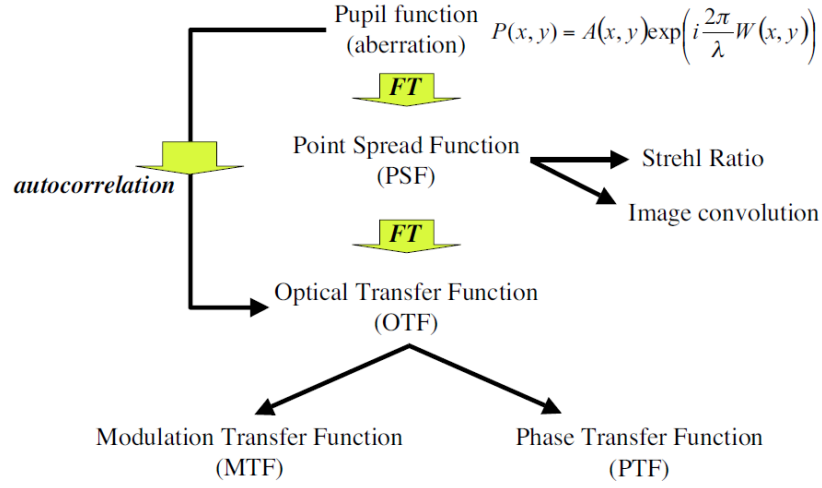 Pupil function
(aberration)
P(x, y) = A(x, y)exp(i 2π/λ W(x, y))
FT
Point Spread Function
(PSF)
Strehl Ratio
autocorrelation
Image convolution
FT
Optical Transfer Function
(OTF)
Modulation Transfer Function
(MTF)
Phase Transfer Function
(PTF)